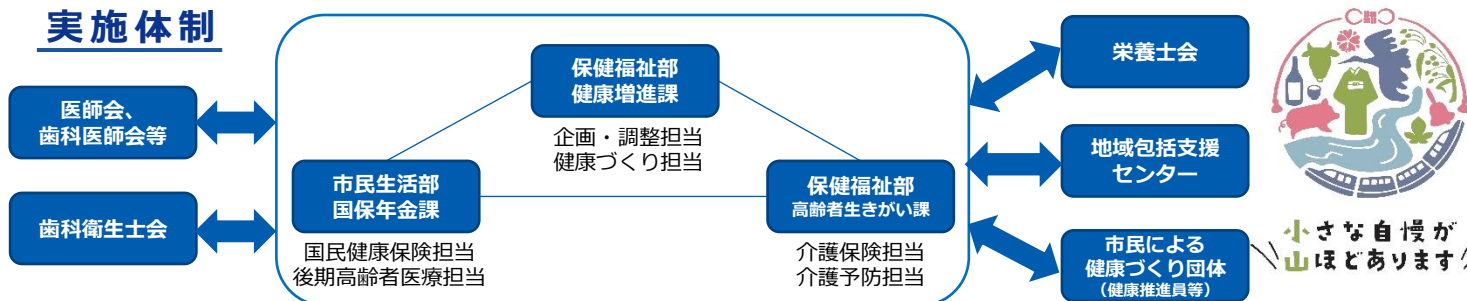 実施体制
医師会、
歯科医師会等
歯科衛生士会
保健福祉部
健康増進課
企画・調整担当
健康づくり担当
市民生活部
国保年金課
国民健康保険担当
後期高齢者医療担当
保健福祉部
高齢者生きがい課
介護保険担当
介護予防担当
栄養士会
地域包括支援
センター
市民による
健康づくり団体
（健康推進員等）
小さな自慢が
山ほどあります